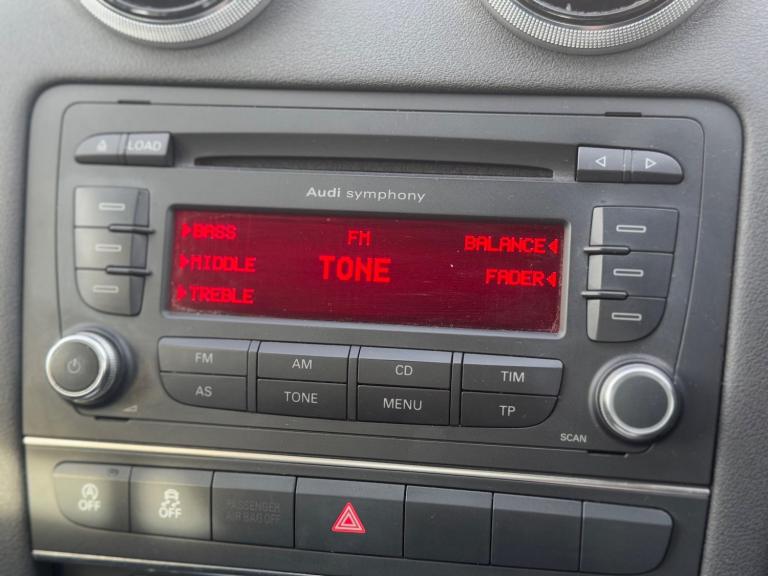 LOAD
Audi symphony
BASS
FM
BALANCE
MIDDLE
TONE
FADER
TREBLE
FM
AM
CD
TIM
AS
TONE
MENU
TP
SCAN
OFF
OFF
PASSENGER
AIR BAG OFF